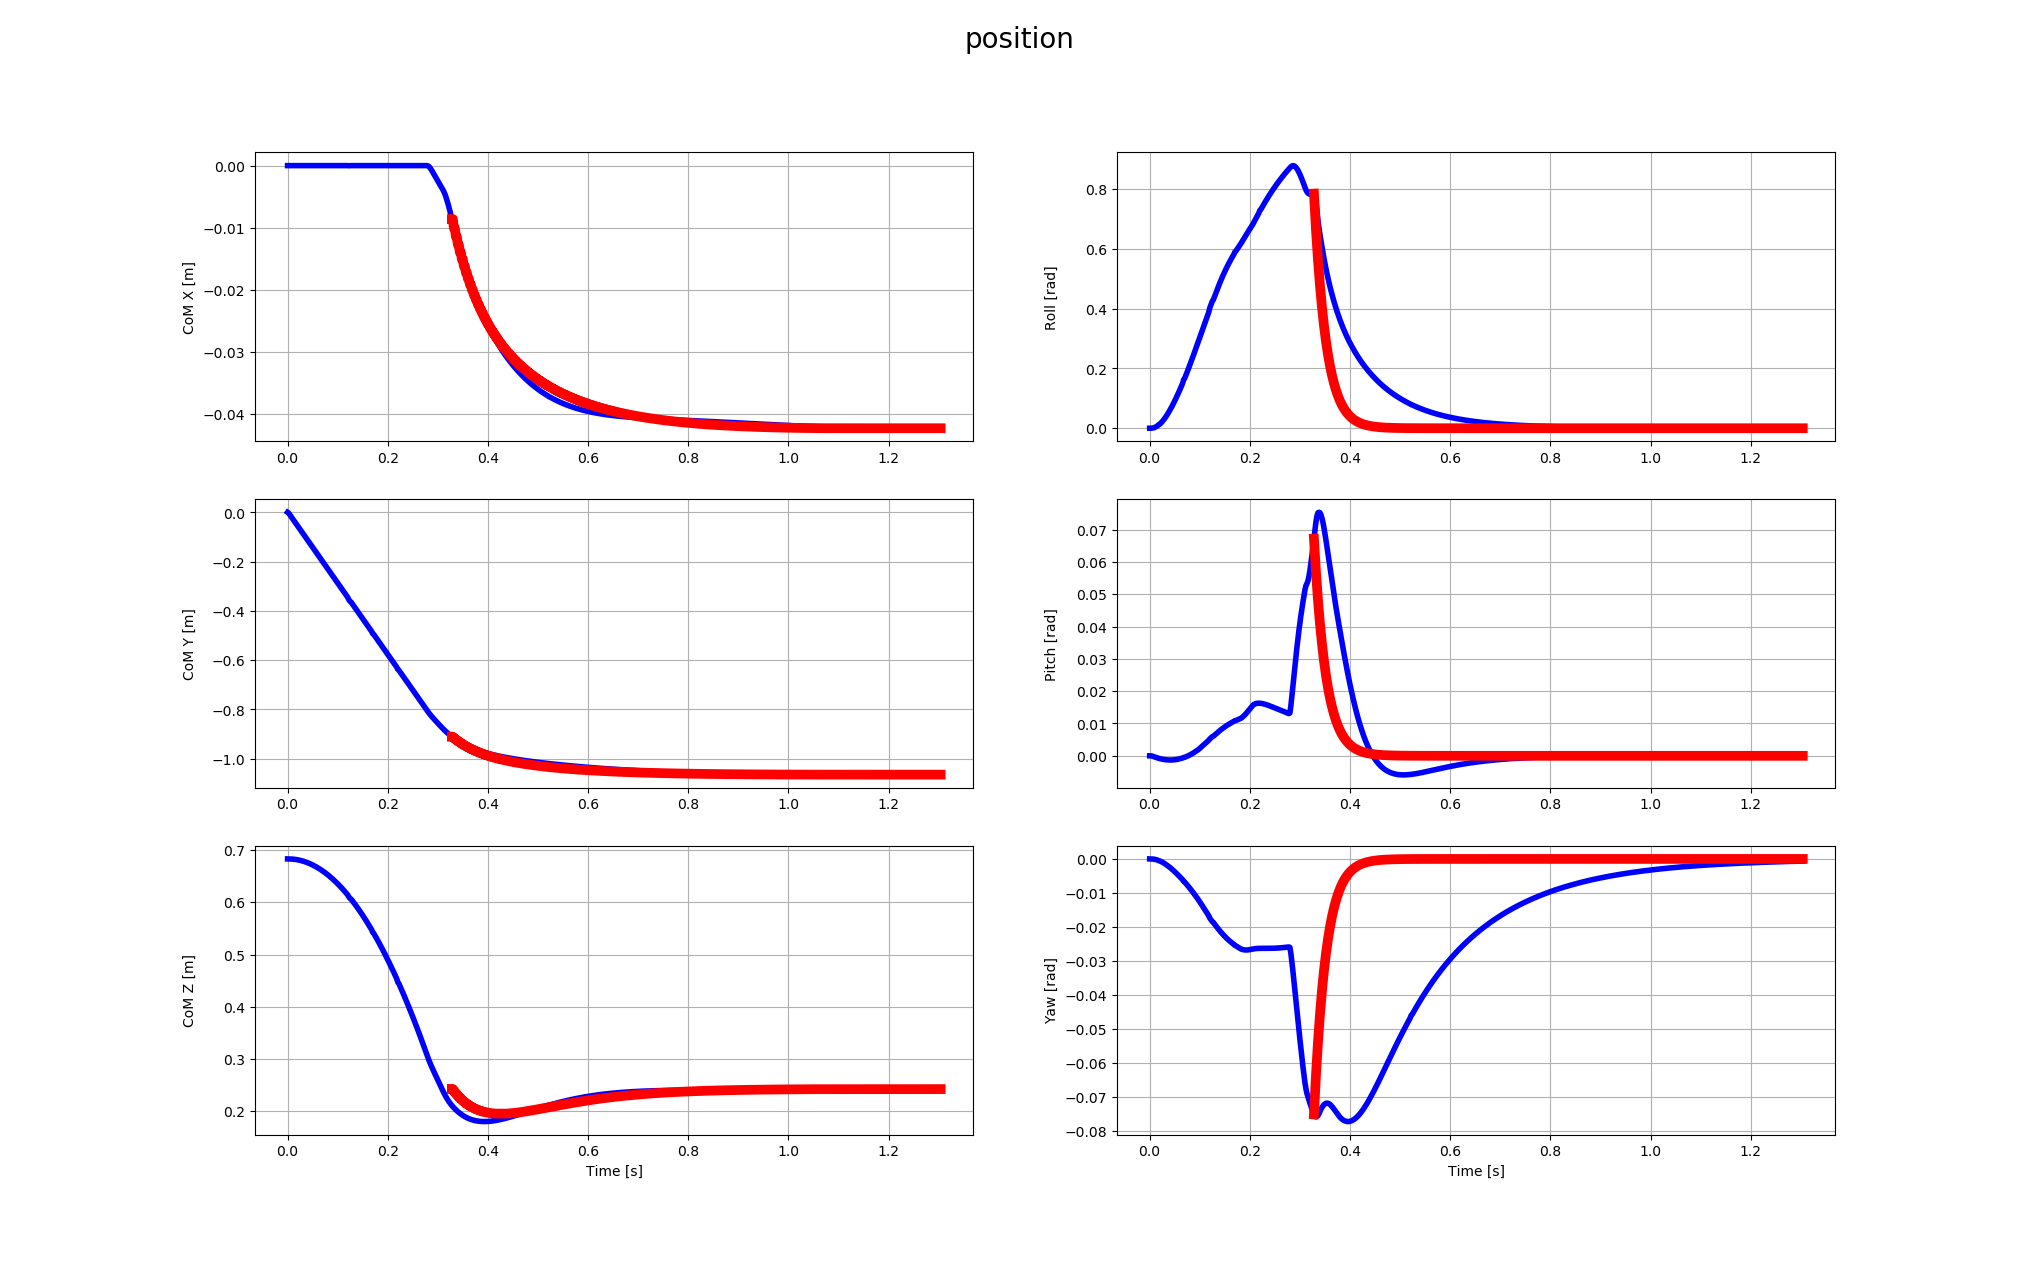 position
CoM X [m]
0.00
−0.01
−0.02
−0.03
−0.04
0.0 0.2 0.4 0.6 0.8 1.0 1.2
Roll [rad]
0.8
0.6
0.4
0.2
0.0
0.0 0.2 0.4 0.6 0.8 1.0 1.2
CoM Y [m]
0.0
−0.2
−0.4
−0.6
−0.8
−1.0
0.0 0.2 0.4 0.6 0.8 1.0 1.2
Pitch [rad]
0.07
0.06
0.05
0.04
0.03
0.02
0.01
0.00
0.0 0.2 0.4 0.6 0.8 1.0 1.2
CoM Z [m]
0.7
0.6
0.5
0.4
0.3
0.2
0.0 0.2 0.4 0.6 0.8 1.0 1.2
Time [s]
Yaw [rad]
0.00
−0.01
−0.02
−0.03
−0.04
−0.05
−0.06
−0.07
−0.08
0.0 0.2 0.4 0.6 0.8 1.0 1.2
Time [s]